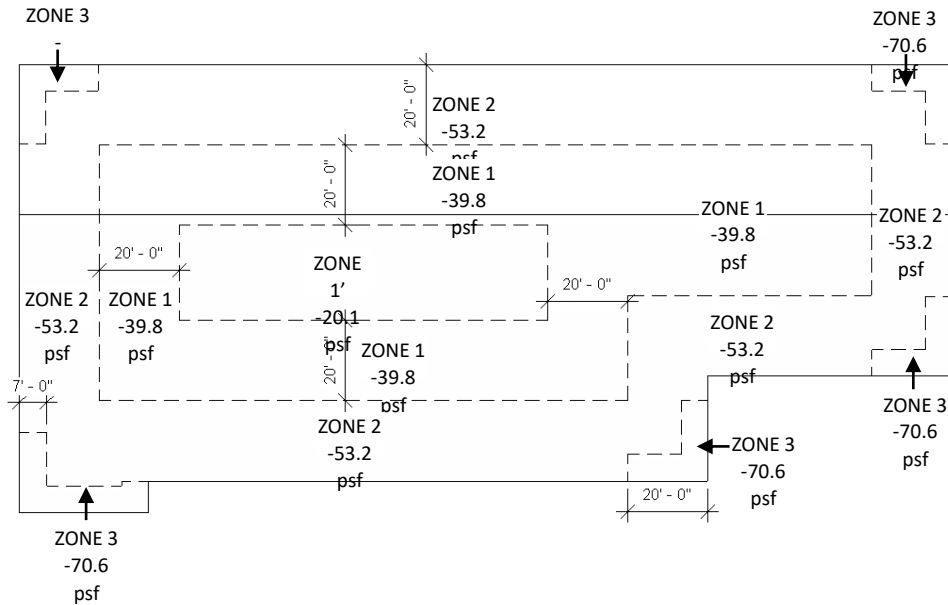 ZONE 3
-
ZONE 3
-70.6
psf
20' - 0"
ZONE 2
-53.2
psf
20' - 0"
ZONE 1
-39.8
psf
ZONE 1
-39.8
psf
ZONE 2
-53.2
psf
20' - 0"
ZONE
1’
-20.1
psf
20' - 0"
ZONE 2
-53.2
psf
ZONE 1
-39.8
psf
ZONE 2
-53.2
psf
20' - 0"
ZONE 1
-39.8
psf
7' - 0"
ZONE 2
-53.2
psf
ZONE 3
-70.6
psf
ZONE 3
-70.6
psf
20' - 0"
ZONE 3
-70.6
psf